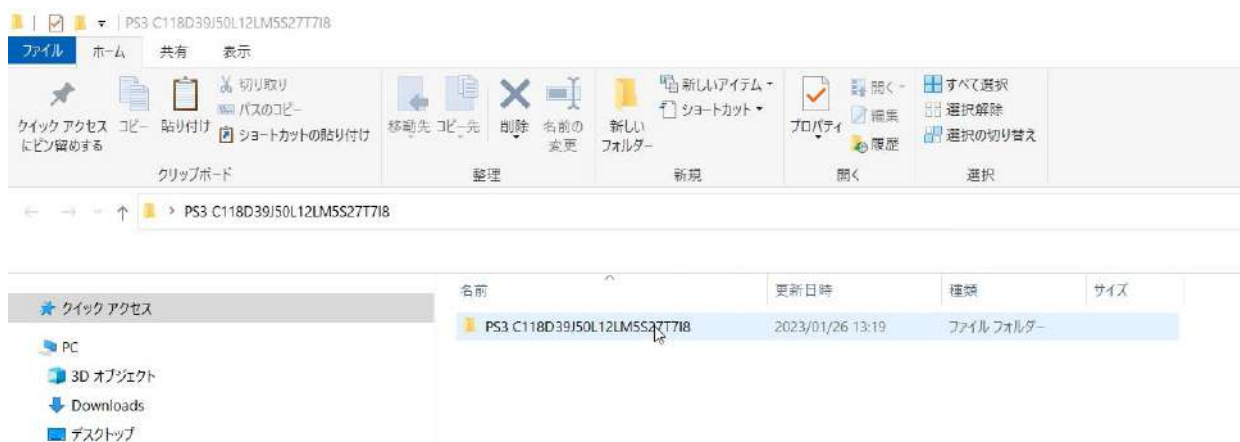 PS3 C118D39J50L12LM5S27T7I8
ファイル ホーム 共有 表示
クイック アクセス
にピン留めする
コピー
貼り付け
切り取り
パスのコピー
ショートカットの貼り付け
クリップボード
移動先
コピー先
削除
名前の
変更
整理
新しい
フォルダー
新しいアイテム
ショートカット
新規
プロパティ
開く
編集
履歴
開く
すべて選択
選択解除
選択の切り替え
選択
PS3 C118D39J50L12LM5S27T7I8
名前 更新日時 種類 サイズ
PS3 C118D39J50L12LM5S27T7I8 2023/01/26 13:19 ファイル フォルダー
クイック アクセス
PC
3D オブジェクト
Downloads
デスクトップ